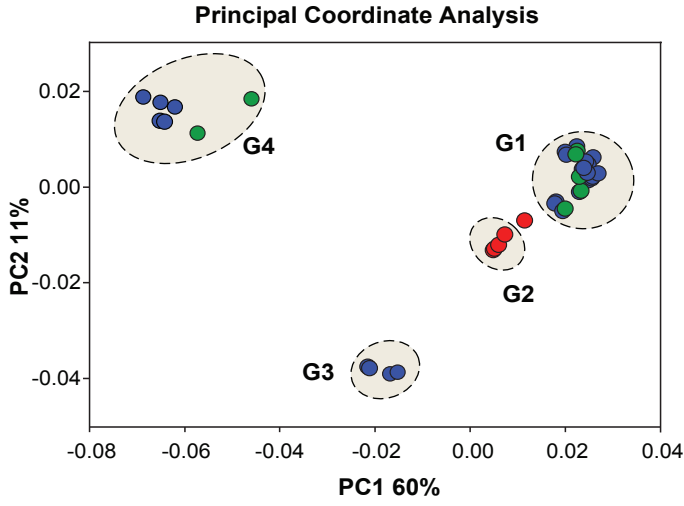 Principal Coordinate Analysis
PC2 11%
0.02
0.00
-0.02
-0.04
G4
G1
G2
G3
-0.08
-0.06
-0.04
-0.02
0.00
0.02
0.04
PC1 60%